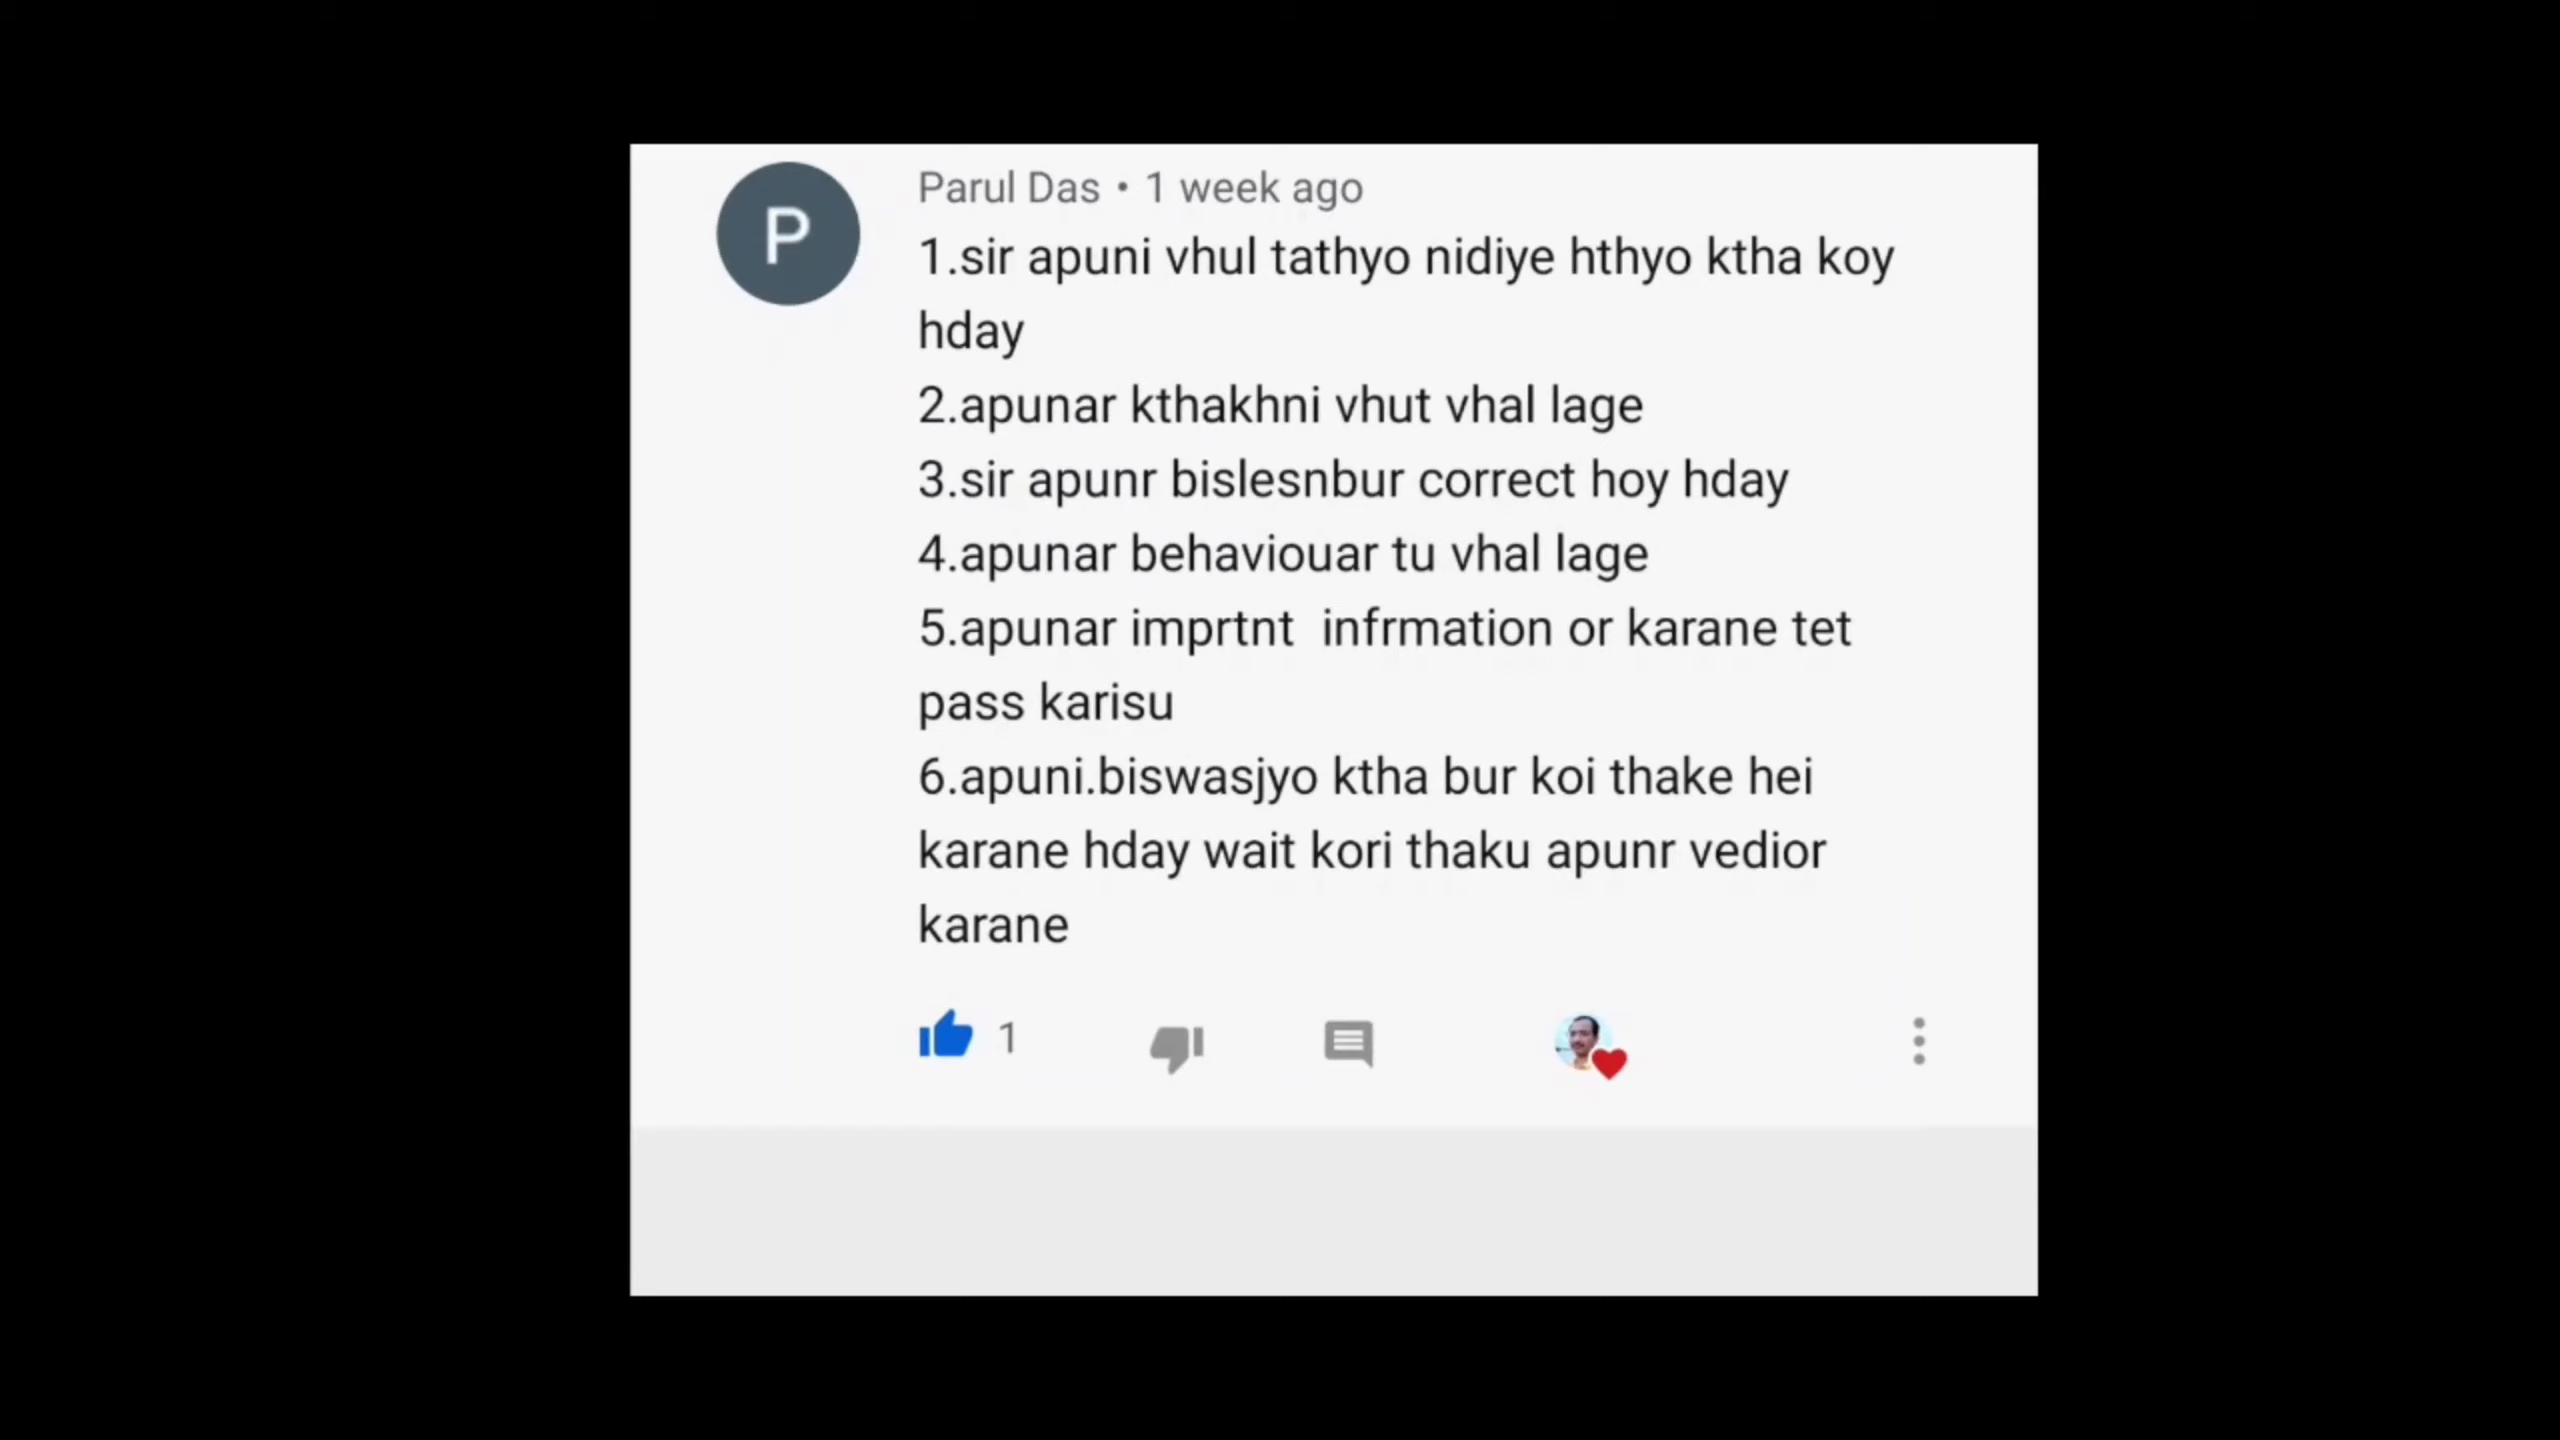 P
Parul Das • 1 week ago
1.sir apuni vhul tathyo nidiye hthyo ktha koy
hday
2.apunar kthakhni vhut vhal lage
3.sir apunr bislesnbur correct hoy hday
4.apunar behaviouar tu vhal lage
5.apunar imprtnt  infrmation or karane tet
pass karisu
6.apuni.biswasjyo ktha bur koi thake hei
karane hday wait kori thaku apunr vedior
karane
1